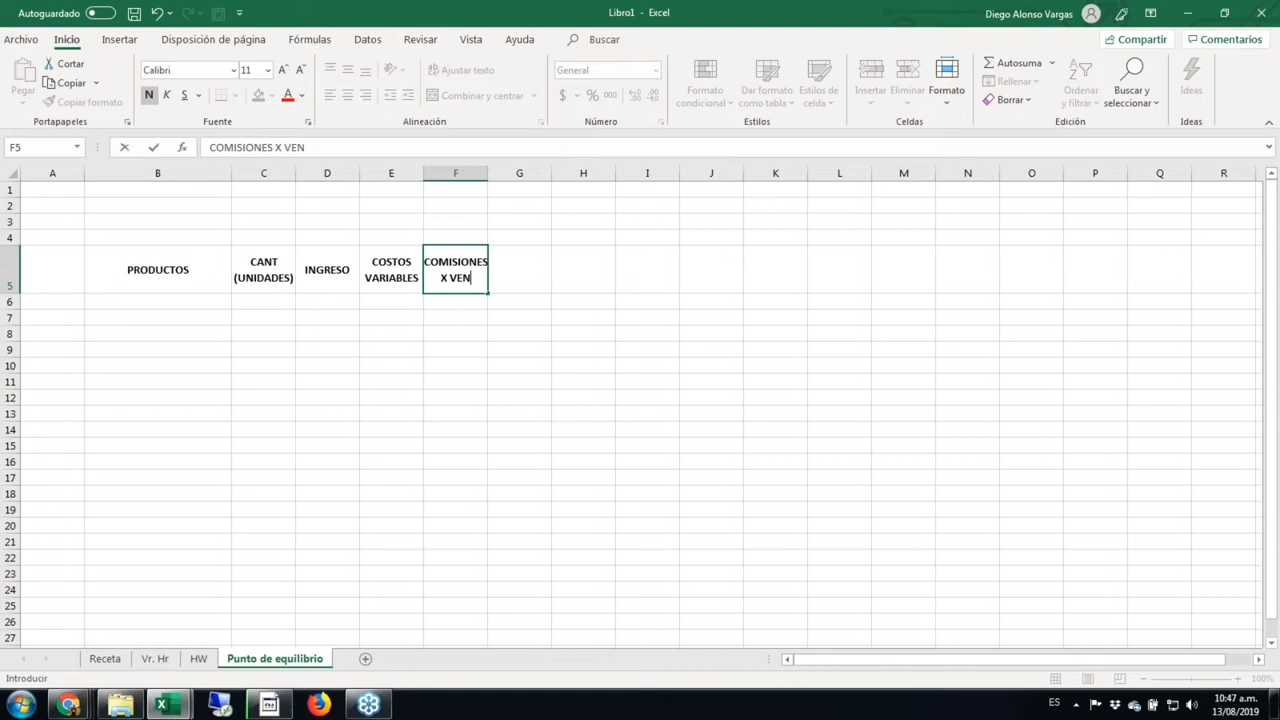 Autoguardado
Libro1 - Excel
Diego Alonso Vargas
Archivo Inicio Insertar Disposición de página Fórmulas Datos Revisar Vista Ayuda Buscar Compartir Comentarios
Pegar
Cortar
Copiar
Copiar formato
Portapapeles
Calibri 11
N K S
Fuente
Ajustar texto
Combinar y centrar
Alineación
General
$ % 000
Número
Formato condicional
Dar formato como tabla
Estilos de celda
Estilos
Insertar Eliminar Formato
Celdas
Autosuma
Rellenar
Borrar
Ordenar y filtrar
Buscar y seleccionar
Edición
Ideas
Ideas
F5 fx COMISIONES X VEN
A B C D E F G H I J K L M N O P Q R
1
2
3
4
5 PRODUCTOS CANT (UNIDADES) INGRESO COSTOS VARIABLES COMISIONES X VEN
6
7
8
9
10
11
12
13
14
15
16
17
18
19
20
21
22
23
24
25
26
27
Receta Vr. Hr HW Punto de equilibrio
Introducir
100%
ES
10:47 a.m.
13/08/2019